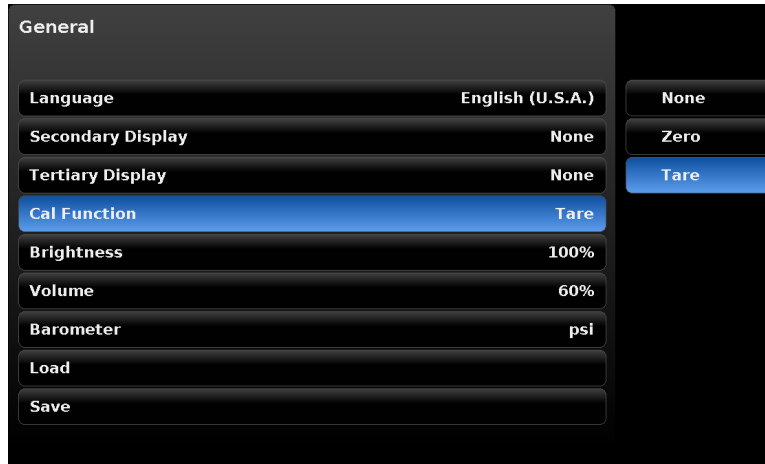 General
Language English (U.S.A.)
Secondary Display None
Tertiary Display None
Cal Function Tare
Brightness 100%
Volume 60%
Barometer psi
Load
Save
None
Zero
Tare